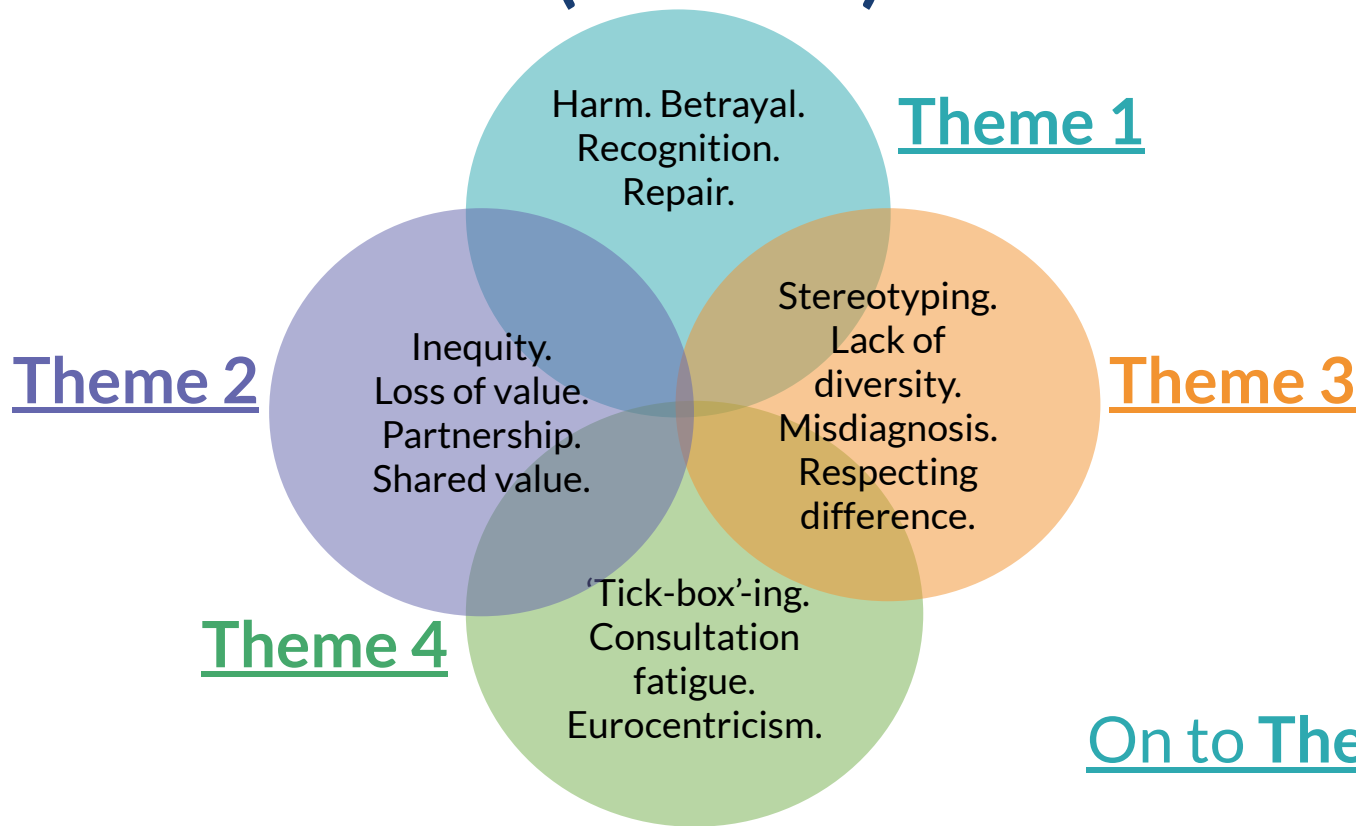 Harm. Betrayal.
Recognition.
Repair.
Theme 1
Stereotyping.
Lack of
diversity.
Misdiagnosis.
Respecting
difference.
Theme 3
Theme 2
Inequity.
Loss of value.
Partnership.
Shared value.
Theme 4
‘Tick-box’-ing.
Consultation
fatigue.
Eurocentricism.
On to